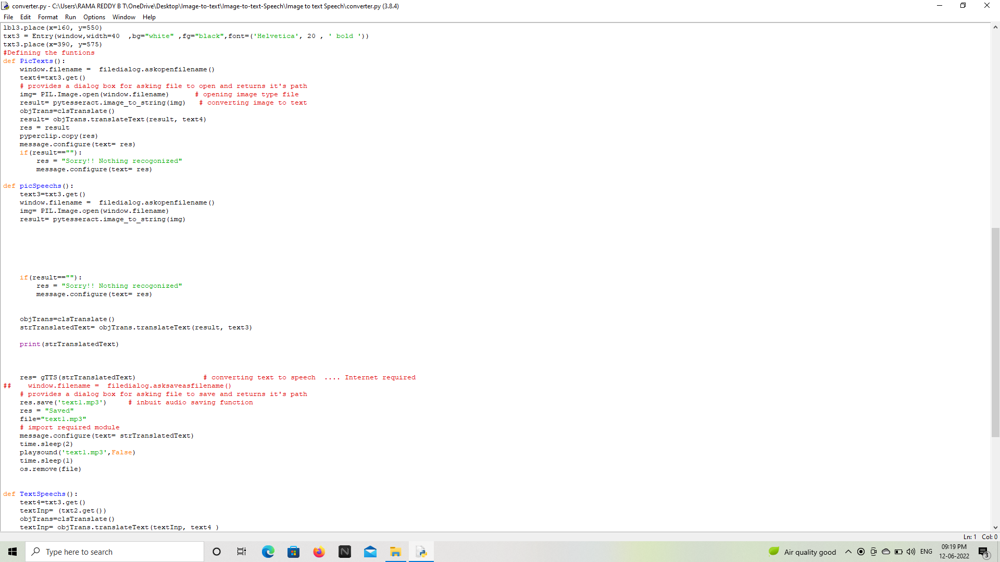 converter.py - C:\Users\RAMA REDDY B T\OneDrive\Desktop\Image-to-text\Image-to-text-Speech\Image to text Speech\converter.py (3.8.4)
File Edit Format Run Options Window Help
lbl3.place(x=160, y=550)
txt3 = Entry(window,width=40  ,bg="white" ,fg="black",font=('Helvetica', 20 , ' bold '))
txt3.place(x=390, y=575)
#Defining the funtions
def PicTexts():
    window.filename =  filedialog.askopenfilename()
    text4=txt3.get()
    # provides a dialog box for asking file to open and returns it's path
    img= PIL.Image.open(window.filename)      # opening image type file
    result= pytesseract.image_to_string(img)   # converting image to text
    objTrans=clsTranslate()
    result= objTrans.translateText(result, text4)
    res = result
    pyperclip.copy(res)
    message.configure(text= res)
    if(result==""):
        res = "Sorry!! Nothing recogonized"
        message.configure(text= res)
def picSpeechs():
    text3=txt3.get()
    window.filename =  filedialog.askopenfilename()
    img= PIL.Image.open(window.filename)
    result= pytesseract.image_to_string(img)
    if(result==""):
        res = "Sorry!! Nothing recogonized"
        message.configure(text= res)
    objTrans=clsTranslate()
    strTranslatedText= objTrans.translateText(result, text3)
    print(strTranslatedText)
    res= gTTS(strTranslatedText)                # converting text to speech  .... Internet required
##    window.filename =  filedialog.asksaveasfilename()
    # provides a dialog box for asking file to save and returns it's path
    res.save('text1.mp3')     # inbuit audio saving function
    res = "Saved"
    file="text1.mp3"
    # import required module
    message.configure(text= strTranslatedText)
    time.sleep(2)
    playsound('text1.mp3',False)
    time.sleep(1)
    os.remove(file)
def TextSpeechs():
    text4=txt3.get()
    textInp= (txt2.get())
    objTrans=clsTranslate()
    textInp= objTrans.translateText(textInp, text4 )
Ln: 1 Col: 0
Type here to search
Air quality good
ENG
09:19 PM
12-06-2022
3